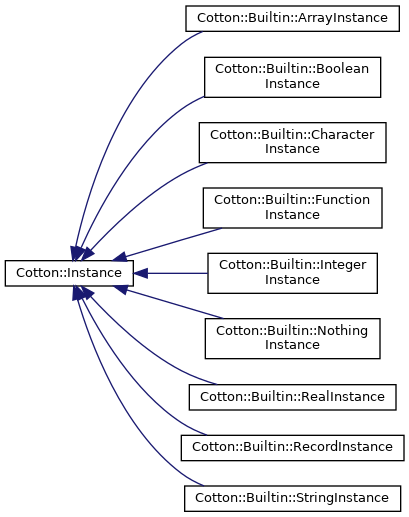 Cotton::Builtin::ArrayInstance
Cotton::Builtin::Boolean
Instance
Cotton::Builtin::Character
Instance
Cotton::Builtin::Function
Instance
Cotton::Instance
Cotton::Builtin::Integer
Instance
Cotton::Builtin::Nothing
Instance
Cotton::Builtin::RealInstance
Cotton::Builtin::RecordInstance
Cotton::Builtin::StringInstance